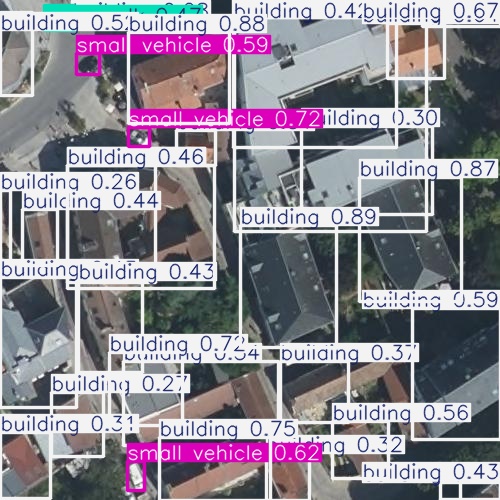 building 0.42
building 0.67
building 0.88
small vehicle 0.59
small vehicle 0.72
building 0.30
building 0.46
building 0.87
building 0.26
building 0.44
building 0.89
building 0.43
building 0.59
building 0.72
building 0.37
building 0.27
building 0.56
building 0.31
building 0.75
building 0.32
small vehicle 0.62
building 0.43